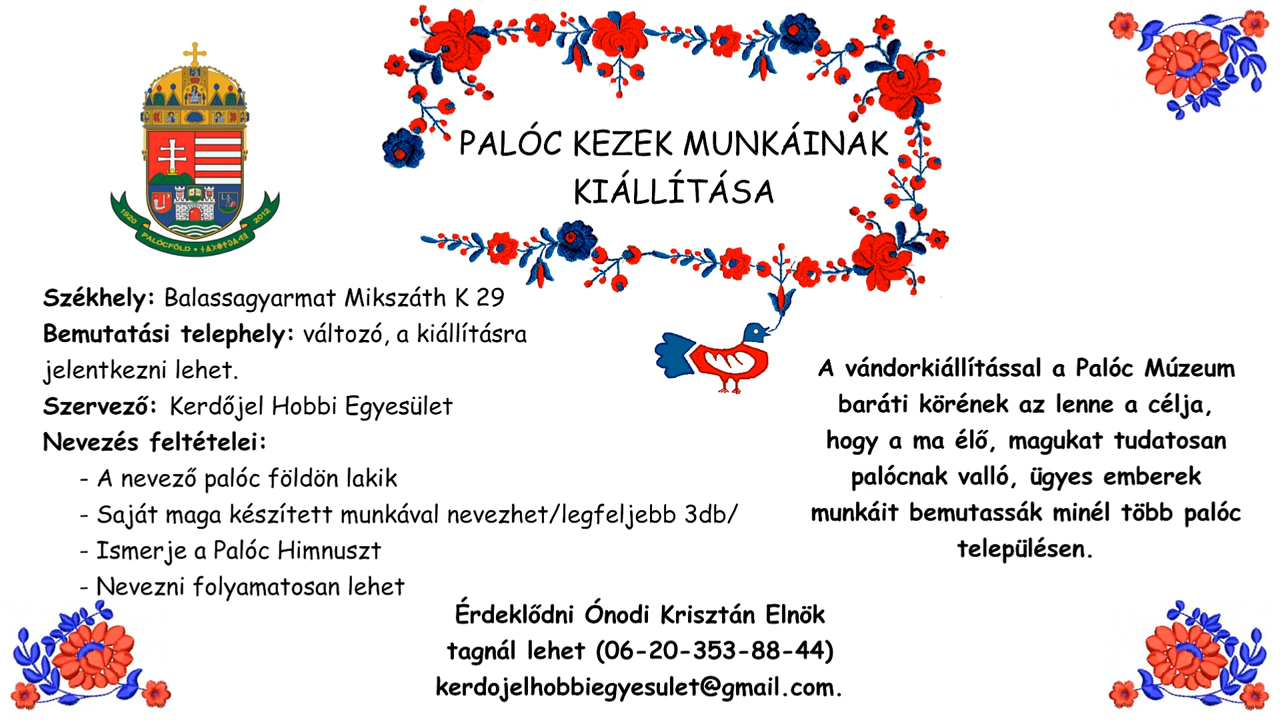 PALÓC KEZEK MUNKÁINAK
KIÁLLÍTÁSA
1920 PALÓCFÖLD 2012
Székhely: Balassagyarmat Mikszáth K 29
Bemutatási telephely: változó, a kiállításra
jelentkezni lehet.
Szervező: Kerdőjel Hobbi Egyesület
Nevezés feltételei:
- A nevező palóc földön lakik
- Saját maga készített munkával nevezhet/legfeljebb 3db/
- Ismerje a Palóc Himnuszt
- Nevezni folyamatosan lehet
A vándorkiállítással a Palóc Múzeum
baráti körének az lenne a célja,
hogy a ma élő, magukat tudatosan
palócnak valló, ügyes emberek
munkáit bemutassák minél több palóc
településen.
Érdeklődni Ónodi Krisztán Elnök
tagnál lehet (06-20-353-88-44)
kerdojelhobbiegyesulet@gmail.com.